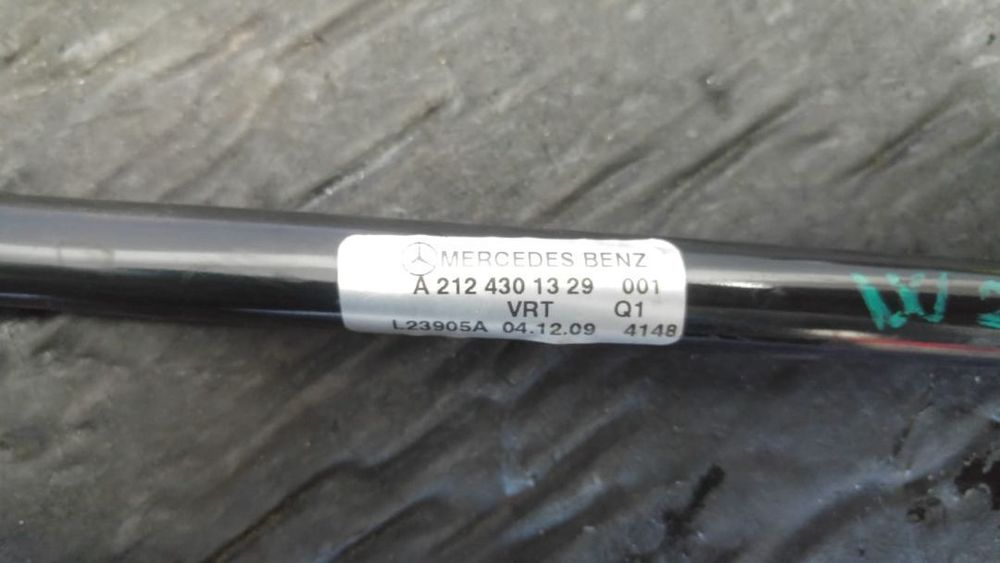 MERCEDES BENZ
A 212 430 13 29 001
VRT Q1
L23905A 04.12.09 4148